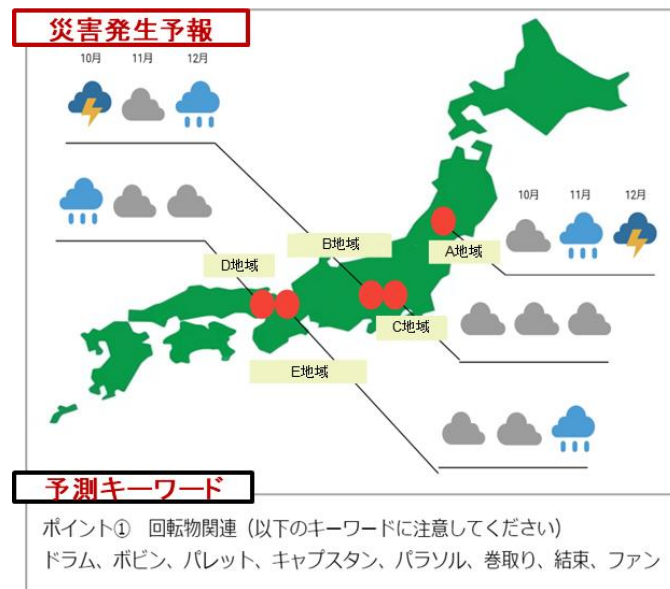 災害発生予報
10月 11月 12月
10月 11月 12月
B地域
A地域
D地域
C地域
E地域
予測キーワード
ポイント① 回転物関連（以下のキーワードに注意してください）
ドラム、ボビン、パレット、キャプスタン、パラソル、巻取り、結束、ファン